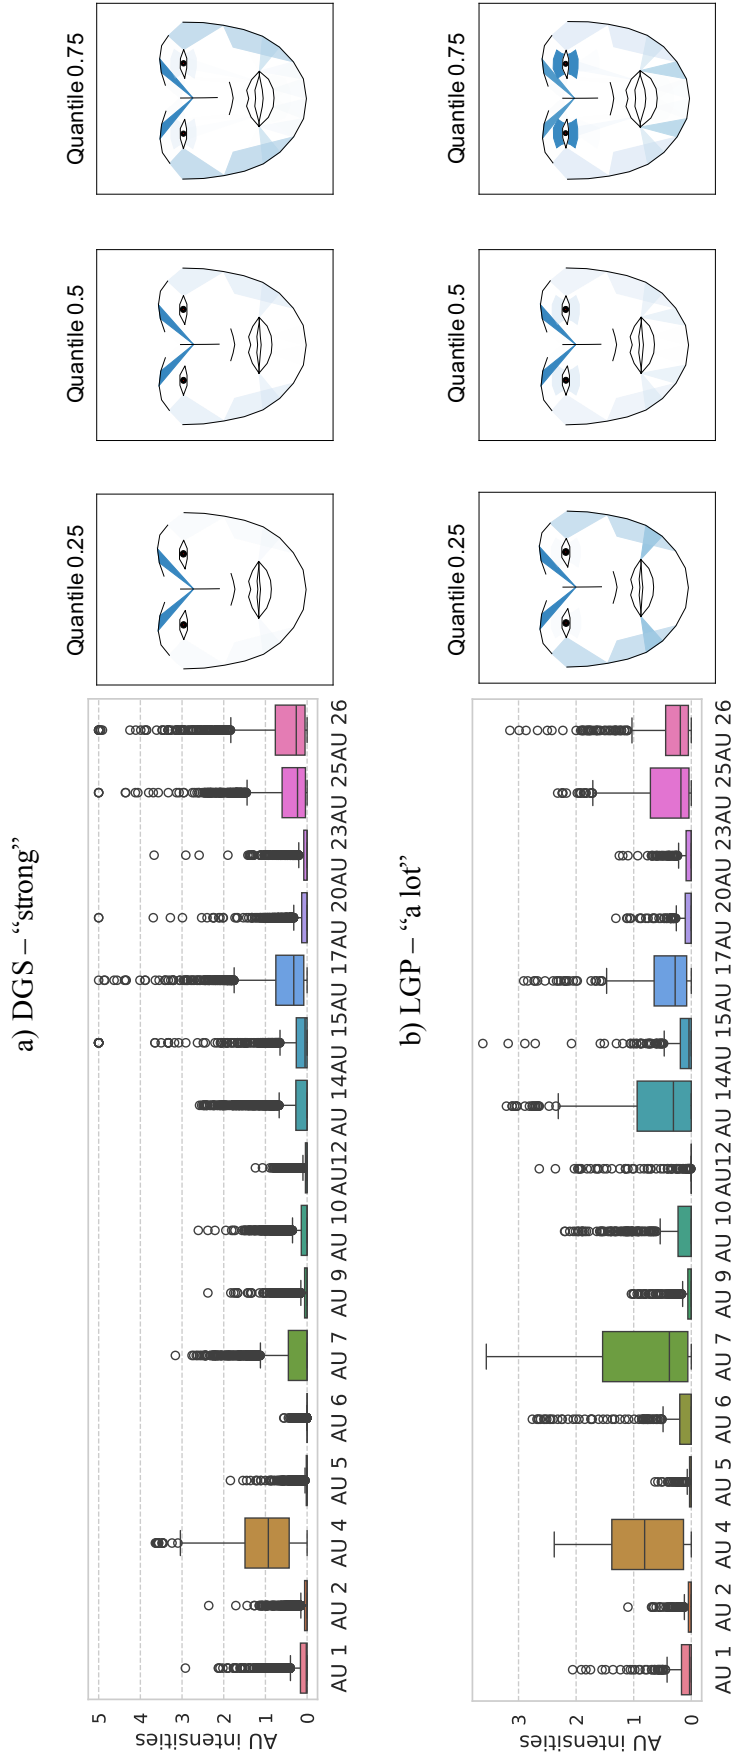 a) DGS – “strong”
AU intensities
0 1 2 3 4 5
AU 1 AU 2 AU 4 AU 5 AU 6 AU 7 AU 9 AU 10 AU12 AU 14 AU 15 AU 17 AU 20 AU 23 AU 25 AU 26
Quantile 0.25
Quantile 0.5
Quantile 0.75
b) LGP – “a lot”
AU intensities
0 1 2 3
AU 1 AU 2 AU 4 AU 5 AU 6 AU 7 AU 9 AU 10 AU12 AU 14 AU 15 AU 17 AU 20 AU 23 AU 25 AU 26
Quantile 0.25
Quantile 0.5
Quantile 0.75